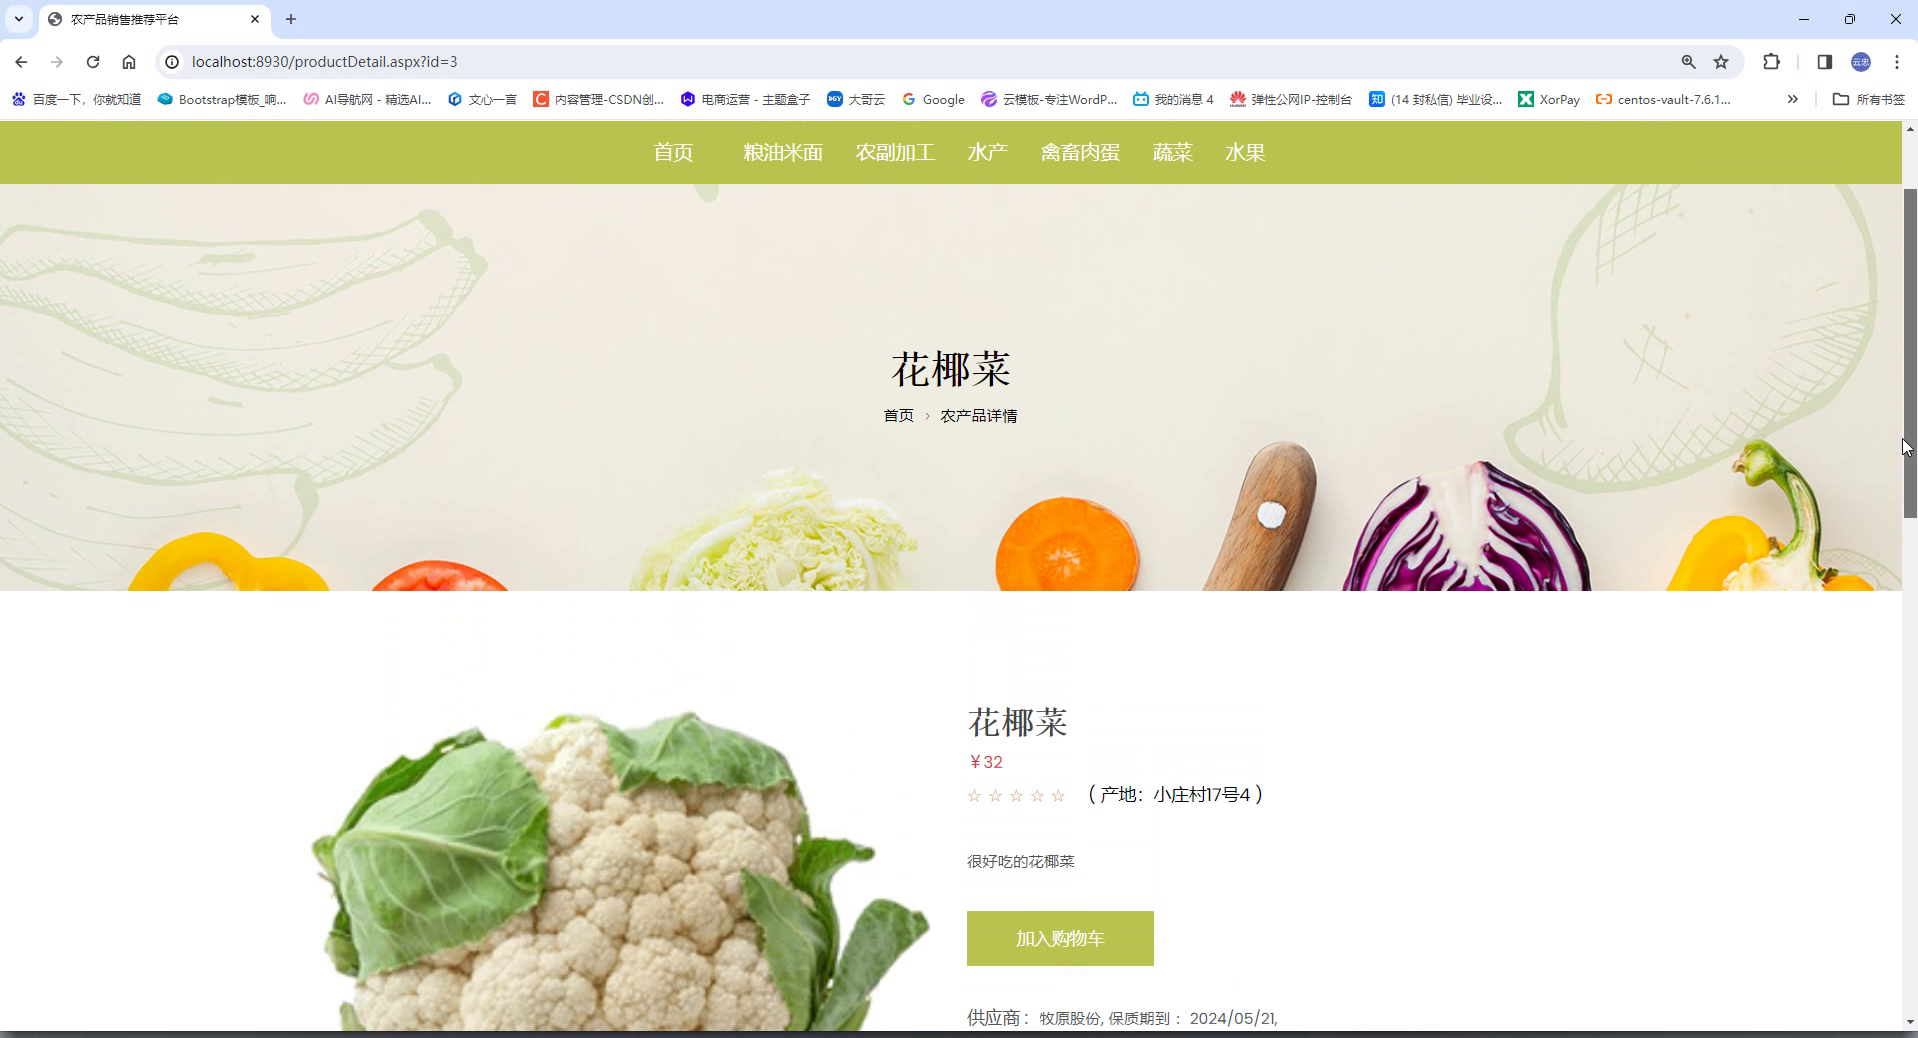 农产品销售推荐平台
localhost:8930/productDetail.aspx?id=3
百度一下，你就知道 Bootstrap模板_响... AI导航网 - 精选AI... 文心一言 内容管理-CSDN创... 电商运营 - 主题盒子 大哥云 Google 云模板-专注WordP... 我的消息 4 弹性公网IP-控制台 (14 封私信) 毕业设... XorPay centos-vault-7.6.1... 所有书签
首页 粮油米面 农副加工 水产 禽畜肉蛋 蔬菜 水果
花椰菜
首页 › 农产品详情
花椰菜
¥32
☆ ☆ ☆ ☆ ☆ ( 产地：小庄村17号4 )
很好吃的花椰菜
加入购物车
供应商： 牧原股份, 保质期到 ：2024/05/21,